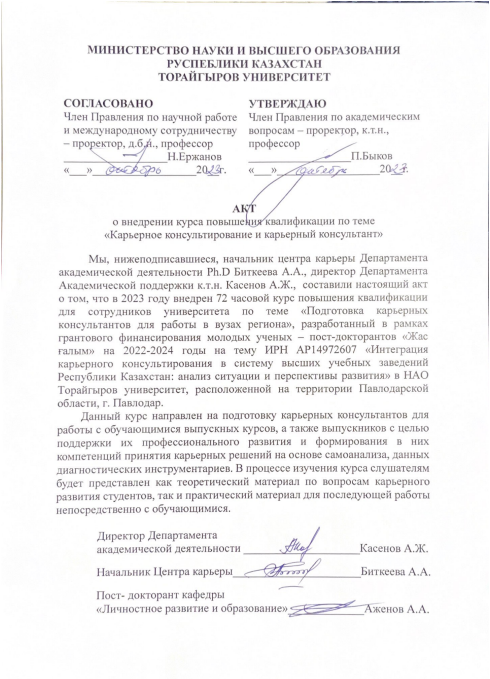 МИНИСТЕРСТВО НАУКИ И ВЫСШЕГО ОБРАЗОВАНИЯ
РУСПЕБЛИКИ КАЗАХСТАН
ТОРАЙГЫРОВ УНИВЕРСИТЕТ
СОГЛАСОВАНО
Член Правления по научной работе
и международному сотрудничеству
– проректор, д.б.н., профессор
Н.Ержанов
«___» октябрь 2023г.
УТВЕРЖДАЮ
Член Правления по академическим
вопросам – проректор, к.т.н.,
профессор
П.Быков
«___» октябрь 2023г.
АКТ
о внедрении курса повышения квалификации по теме
«Карьерное консультирование и карьерный консультант»
Мы, нижеподписавшиеся, начальник центра карьеры Департамента
академической деятельности Ph.D Биткеева А.А., директор Департамента
Академической поддержки к.т.н. Касенов А.Ж., составили настоящий акт
о том, что в 2023 году внедрен 72 часовой курс повышения квалификации
для сотрудников университета по теме «Подготовка карьерных
консультантов для работы в вузах региона», разработанный в рамках
грантового финансирования молодых ученых – пост-докторантов «Жас
ғалым» на 2022-2024 годы на тему ИРН АР14972607 «Интеграция
карьерного консультирования в систему высших учебных заведений
Республики Казахстан: анализ ситуации и перспективы развития» в НАО
Торайгыров университет, расположенной на территории Павлодарской
области, г. Павлодар.
Данный курс направлен на подготовку карьерных консультантов для
работы с обучающимися выпускных курсов, а также выпускников с целью
поддержки их профессионального развития и формирования в них
компетенций принятия карьерных решений на основе самоанализа, данных
диагностических инструментариев. В процессе изучения курса слушателям
будет представлен как теоретический материал по вопросам карьерного
развития студентов, так и практический материал для последующей работы
непосредственно с обучающимися.
Директор Департамента
академической деятельности Касенов А.Ж.
Начальник Центра карьеры Биткеева А.А.
Пост- докторант кафедры
«Личностное развитие и образование» Аженов А.А.